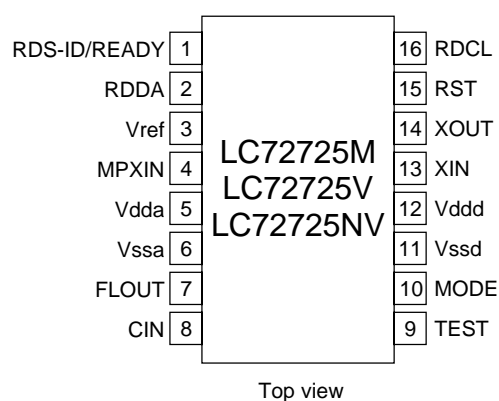 RDS-ID/READY 1 16 RDCL
RDDA 2 15 RST
Vref 3 14 XOUT
MPXIN 4 13 XIN
Vdda 5 12 Vddd
Vssa 6 11 Vssd
FLOUT 7 10 MODE
CIN 8 9 TEST
LC72725M
LC72725V
LC72725NV
Top view